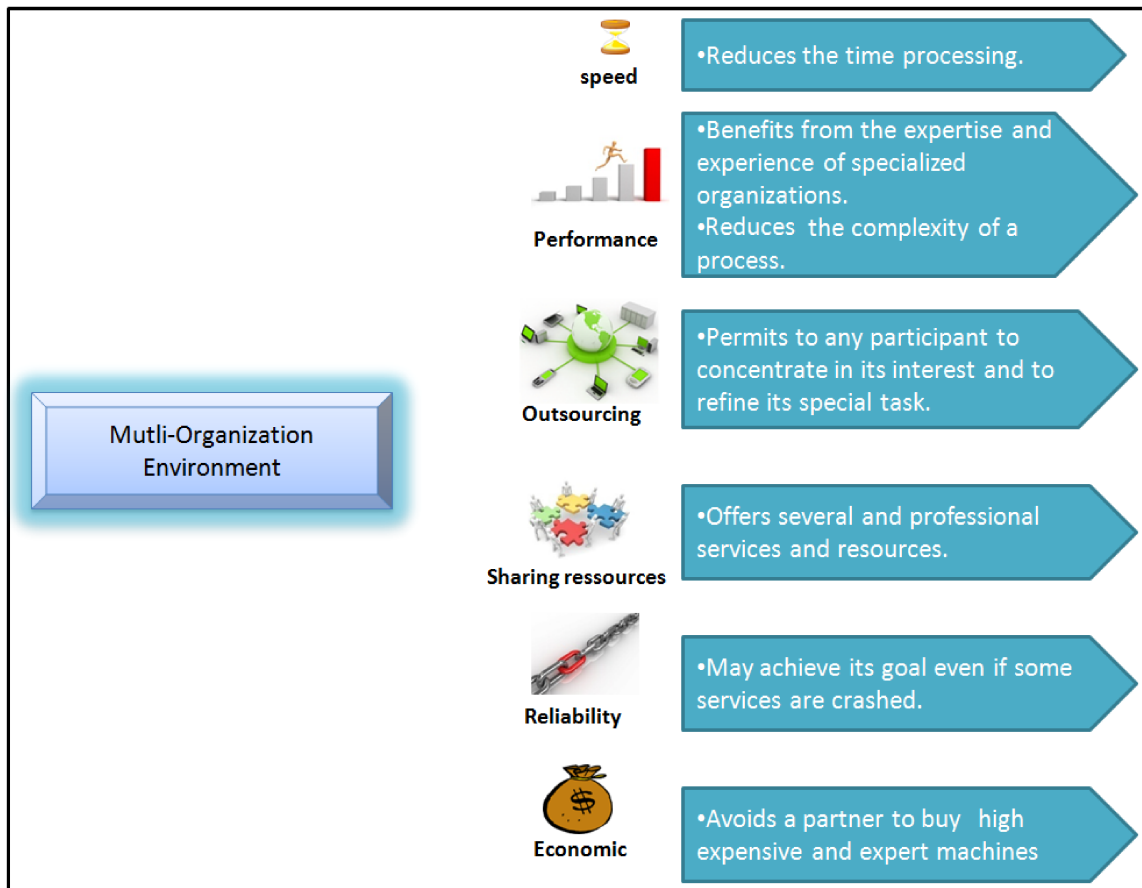 speed
•Reduces the time processing.
•Benefits from the expertise and
experience of specialized
organizations.
•Reduces the complexity of a
process.
Performance
•Permits to any participant to
concentrate in its interest and to
refine its special task.
Outsourcing
Mutli-Organization
Environment
•Offers several and professional
services and resources.
Sharing ressources
•May achieve its goal even if some
services are crashed.
Reliability
$
•Avoids a partner to buy high
expensive and expert machines
Economic